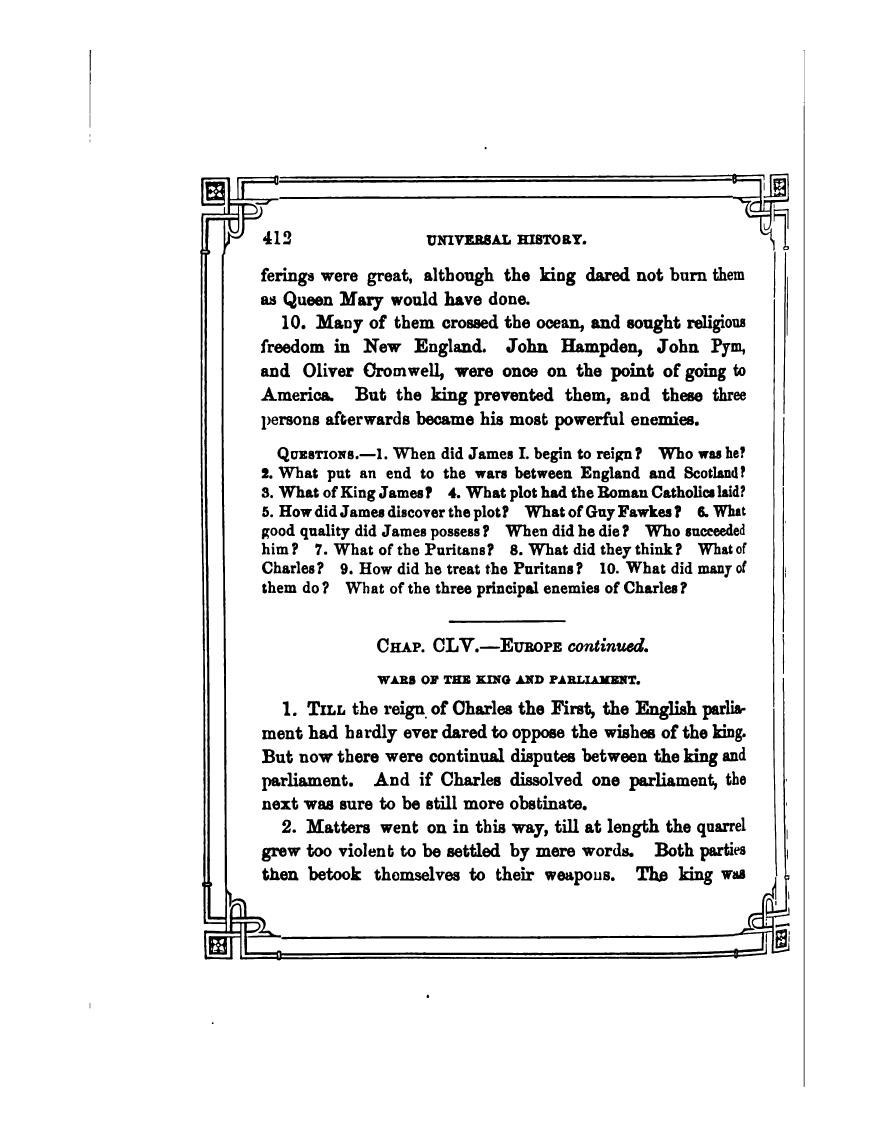 412 UNIVERSAL HISTORY.
ferings were great, although the king dared not burn them
as Queen Mary would have done.
10. Many of them crossed the ocean, and sought religious
freedom in New England. John Hampden, John Pym,
and Oliver Cromwell, were once on the point of going to
America. But the king prevented them, and these three
persons afterwards became his most powerful enemies.
QUESTIONS.—1. When did James I. begin to reign? Who was he?
2. What put an end to the wars between England and Scotland?
3. What of King James? 4. What plot had the Roman Catholics laid?
5. How did James discover the plot? What of Guy Fawkes? 6. What
good quality did James possess? When did he die? Who succeeded
him? 7. What of the Puritans? 8. What did they think? What of
Charles? 9. How did he treat the Puritans? 10. What did many of
them do? What of the three principal enemies of Charles?
CHAP. CLV.—EUROPE continued.
WARS OF THE KING AND PARLIAMENT.
1. TILL the reign of Charles the First, the English parlia-
ment had hardly ever dared to oppose the wishes of the king.
But now there were continual disputes between the king and
parliament. And if Charles dissolved one parliament, the
next was sure to be still more obstinate.
2. Matters went on in this way, till at length the quarrel
grew too violent to be settled by mere words. Both parties
then betook themselves to their weapons. The king was